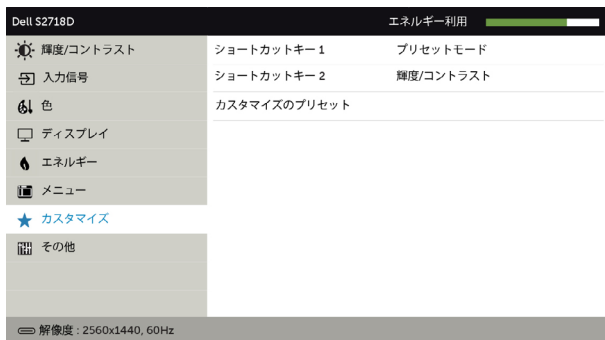 Dell S2718D エネルギー利用
輝度/コントラスト ショートカットキー 1 プリセットモード
入力信号 ショートカットキー 2 輝度/コントラスト
色 カスタマイズのプリセット
ディスプレイ
エネルギー
メニュー
カスタマイズ
その他
解像度 : 2560x1440, 60Hz